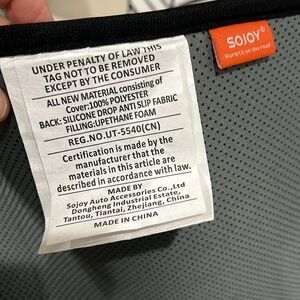 SOJOY
Warmth on the road
UNDER PENALTY OF LAW THIS
TAG NOT TO BE REMOVED
EXCEPT BY THE CONSUMER
ALL NEW MATERIAL consisting of
Cover:100% POLYESTER
BACK: SILICONE DROP ANTI SLIP FABRIC
FILLING:UPETHANE FOAM
REG.NO.UT-5540(CN)
Certification is made by the
manufacturer that the
materials in this article are
described in accordance with law.
MADE BY
Sojoy Auto Accessories Co.,Ltd
Dongheng Industrial Estate,
Tantou, Tiantai, Zhejiang, China
MADE IN CHINA